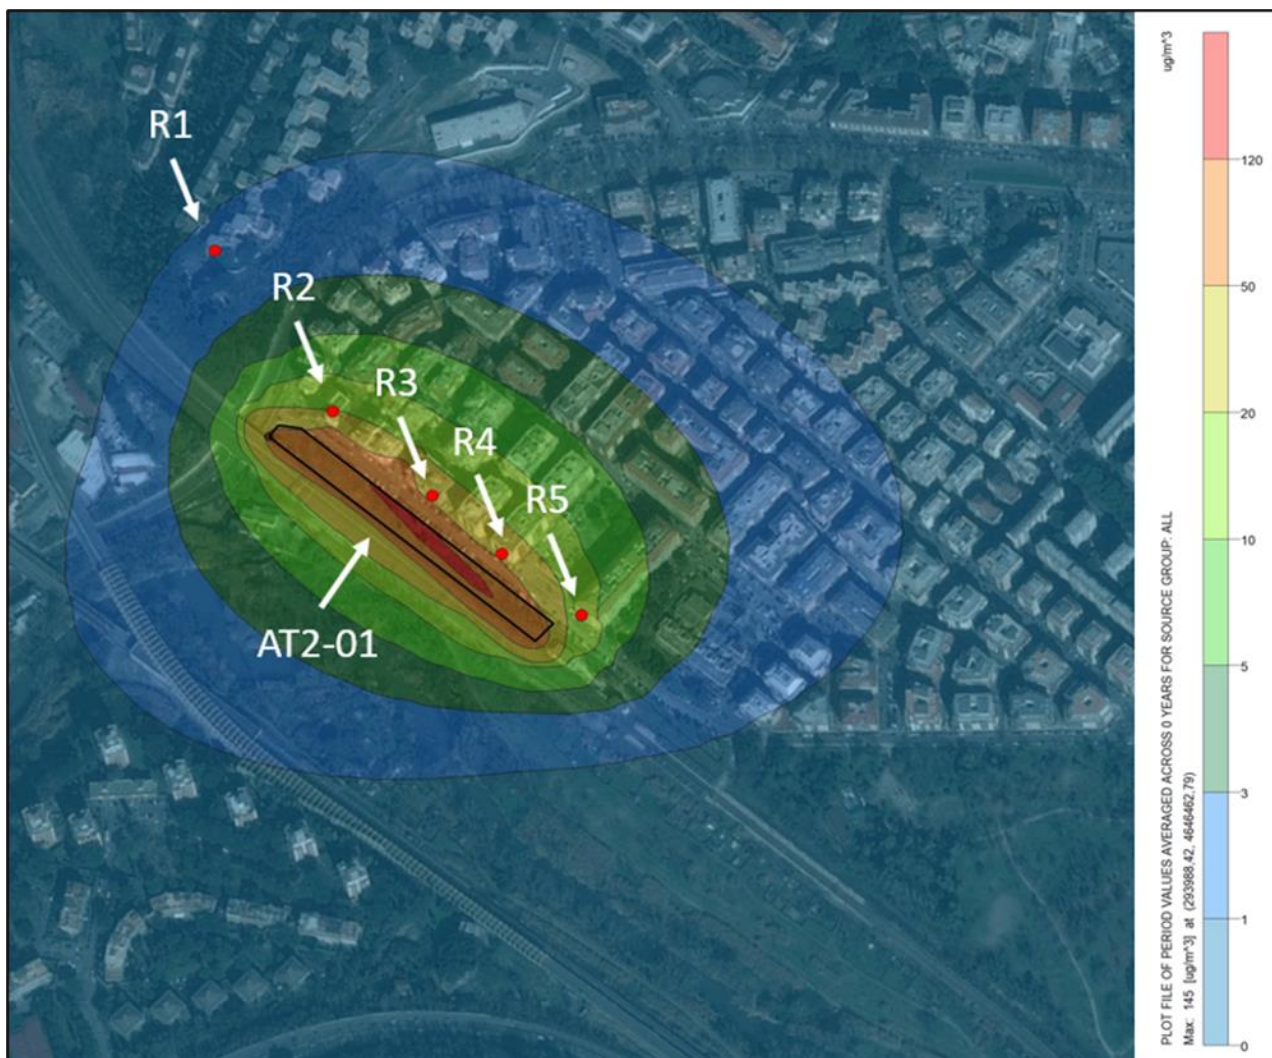 R1
R2
R3
R4
R5
AT2-01
ug/m^3
120
50
20
10
5
3
1
0
PLOT FILE OF PERIOD VALUES AVERAGED ACROSS 0 YEARS FOR SOURCE GROUP: ALL
Max: 145 [ug/m^3] at (293988,42, 4646462,79)